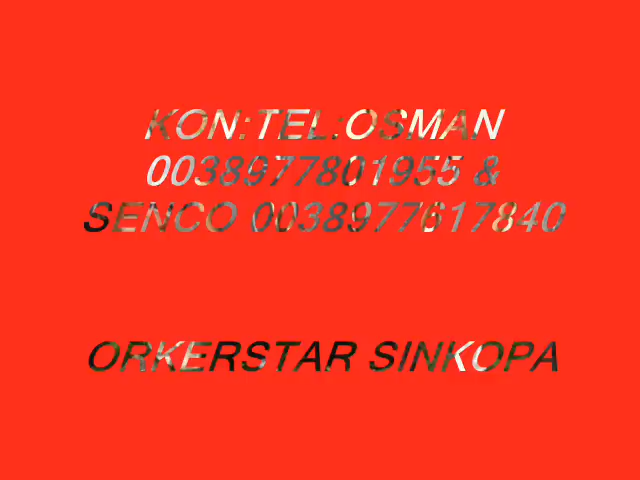 KON:TEL:OSMAN
0038977801955 &
SENCO 0038977617840
ORKERSTAR SINKOPA